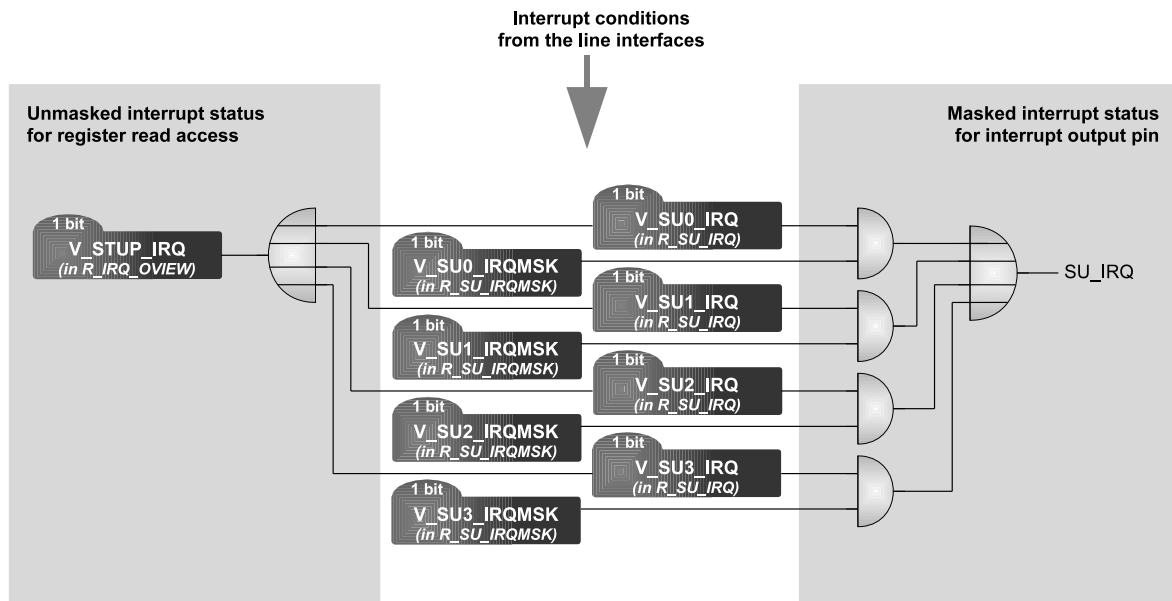 Interrupt conditions
from the line interfaces
Unmasked interrupt status
for register read access
Masked interrupt status
for interrupt output pin
1 bit
V_STUP_IRQ
(in R_IRQ_OVIEW)
1 bit
V_SU0_IRQ
(in R_SU_IRQ)
1 bit
V_SU0_IRQMSK
(in R_SU_IRQMSK)
1 bit
V_SU1_IRQ
(in R_SU_IRQ)
1 bit
V_SU1_IRQMSK
(in R_SU_IRQMSK)
1 bit
V_SU2_IRQ
(in R_SU_IRQ)
1 bit
V_SU2_IRQMSK
(in R_SU_IRQMSK)
1 bit
V_SU3_IRQ
(in R_SU_IRQ)
1 bit
V_SU3_IRQMSK
(in R_SU_IRQMSK)
SU_IRQ